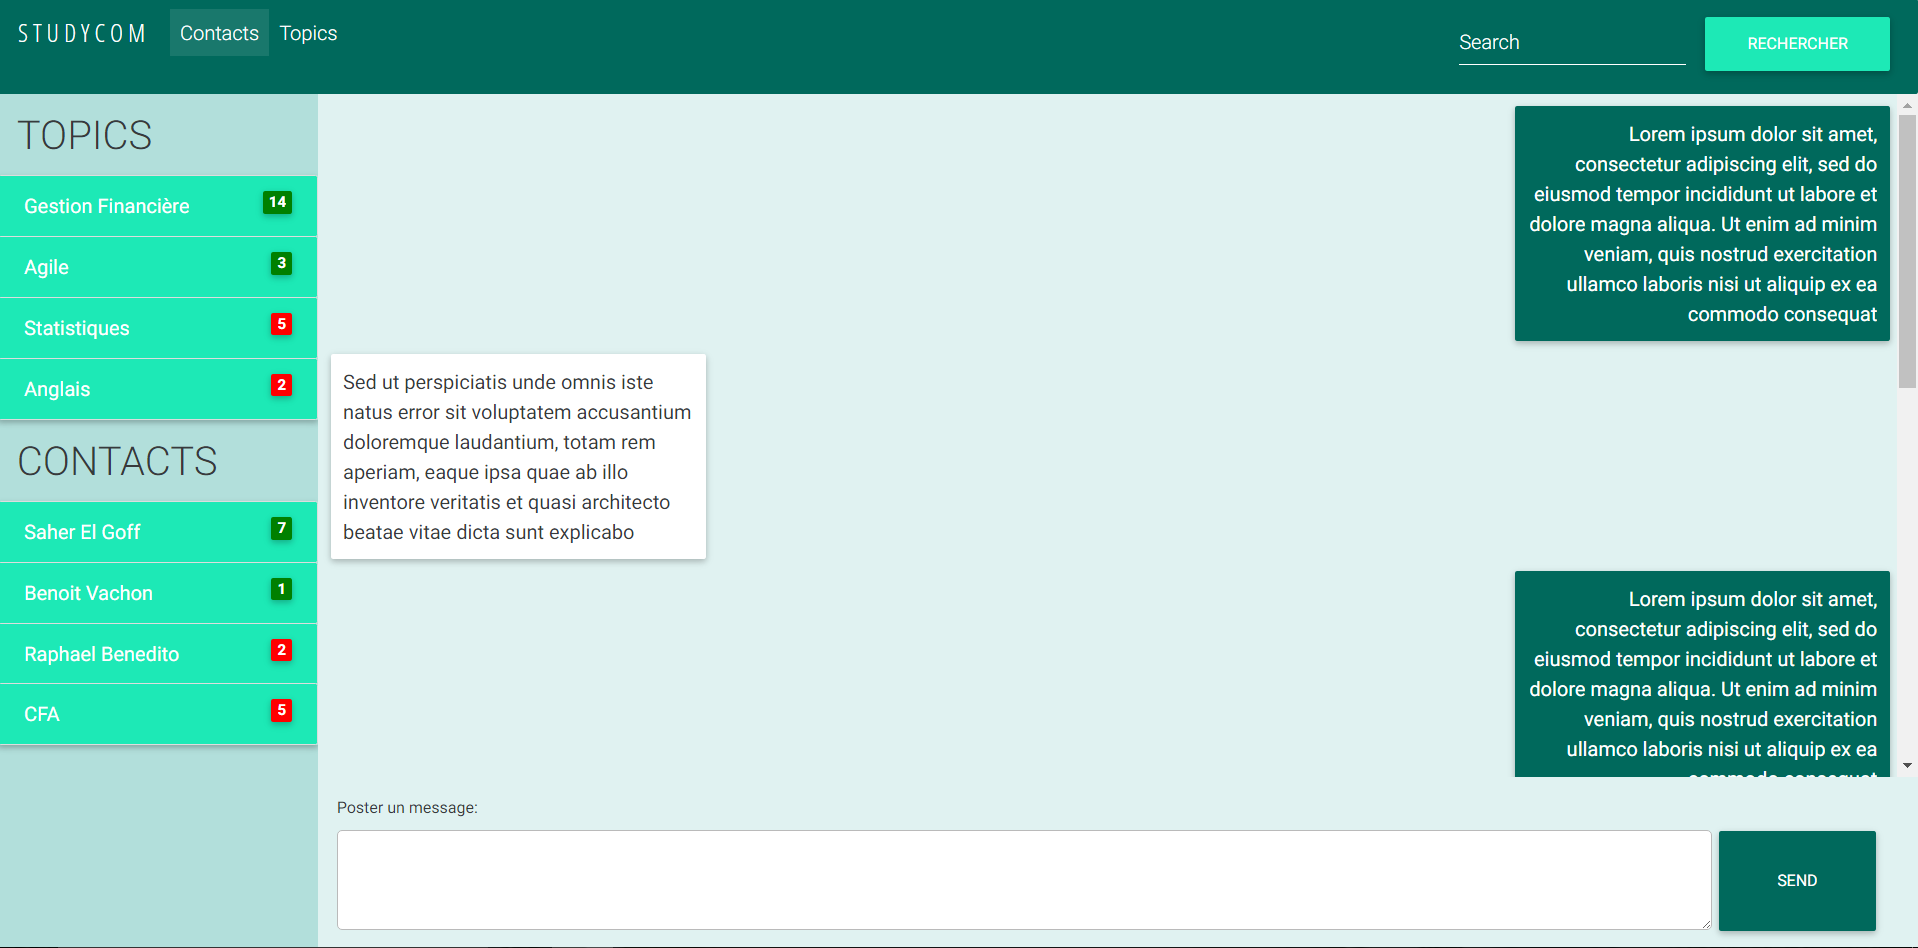 STUDYCOM Contacts Topics Search RECHERCHER
TOPICS
Gestion Financière 14
Agile 3
Statistiques 5
Anglais 2
CONTACTS
Saher El Goff 7
Benoit Vachon 1
Raphael Benedito 2
CFA 5
Lorem ipsum dolor sit amet,
consectetur adipiscing elit, sed do
eiusmod tempor incididunt ut labore et
dolore magna aliqua. Ut enim ad minim
veniam, quis nostrud exercitation
ullamco laboris nisi ut aliquip ex ea
commodo consequat
Sed ut perspiciatis unde omnis iste
natus error sit voluptatem accusantium
doloremque laudantium, totam rem
aperiam, eaque ipsa quae ab illo
inventore veritatis et quasi architecto
beatae vitae dicta sunt explicabo
Lorem ipsum dolor sit amet,
consectetur adipiscing elit, sed do
eiusmod tempor incididunt ut labore et
dolore magna aliqua. Ut enim ad minim
veniam, quis nostrud exercitation
ullamco laboris nisi ut aliquip ex ea
commodo consequat
Poster un message:
SEND